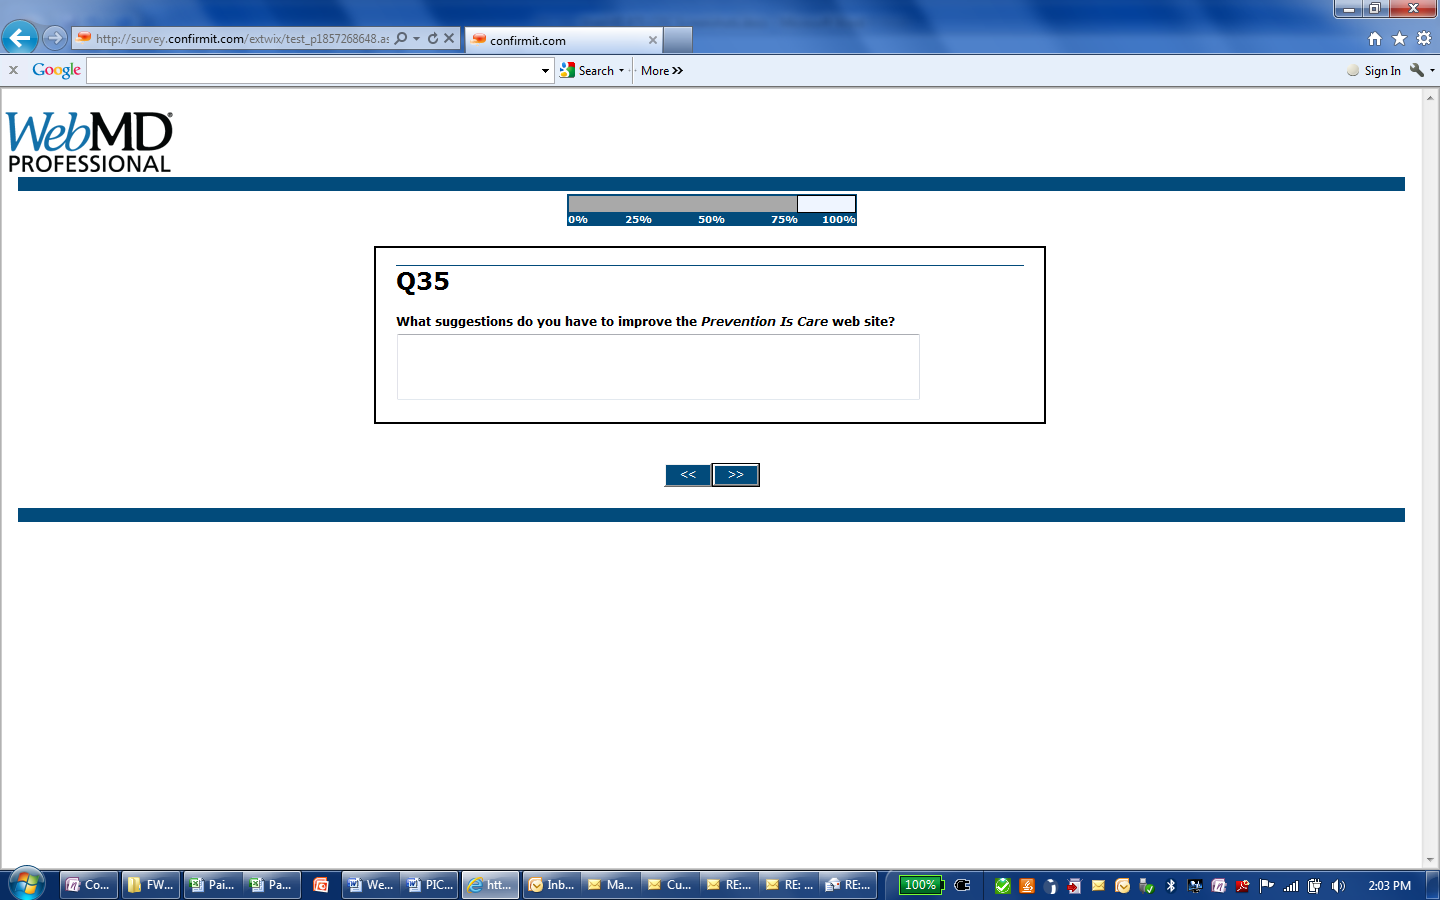 http://survey.confirmit.com/extwix/test_p1857268648.as
confirmit.com
x Google Search More >> Sign In
WebMD®
PROFESSIONAL
0% 25% 50% 75% 100%
Q35
What suggestions do you have to improve the Prevention Is Care web site?
<< >>
Co... FW... Pai... Pa... We... PIC... htt... Inb... Ma... Cu... RE:... RE: ... RE:... 100% 2:03 PM